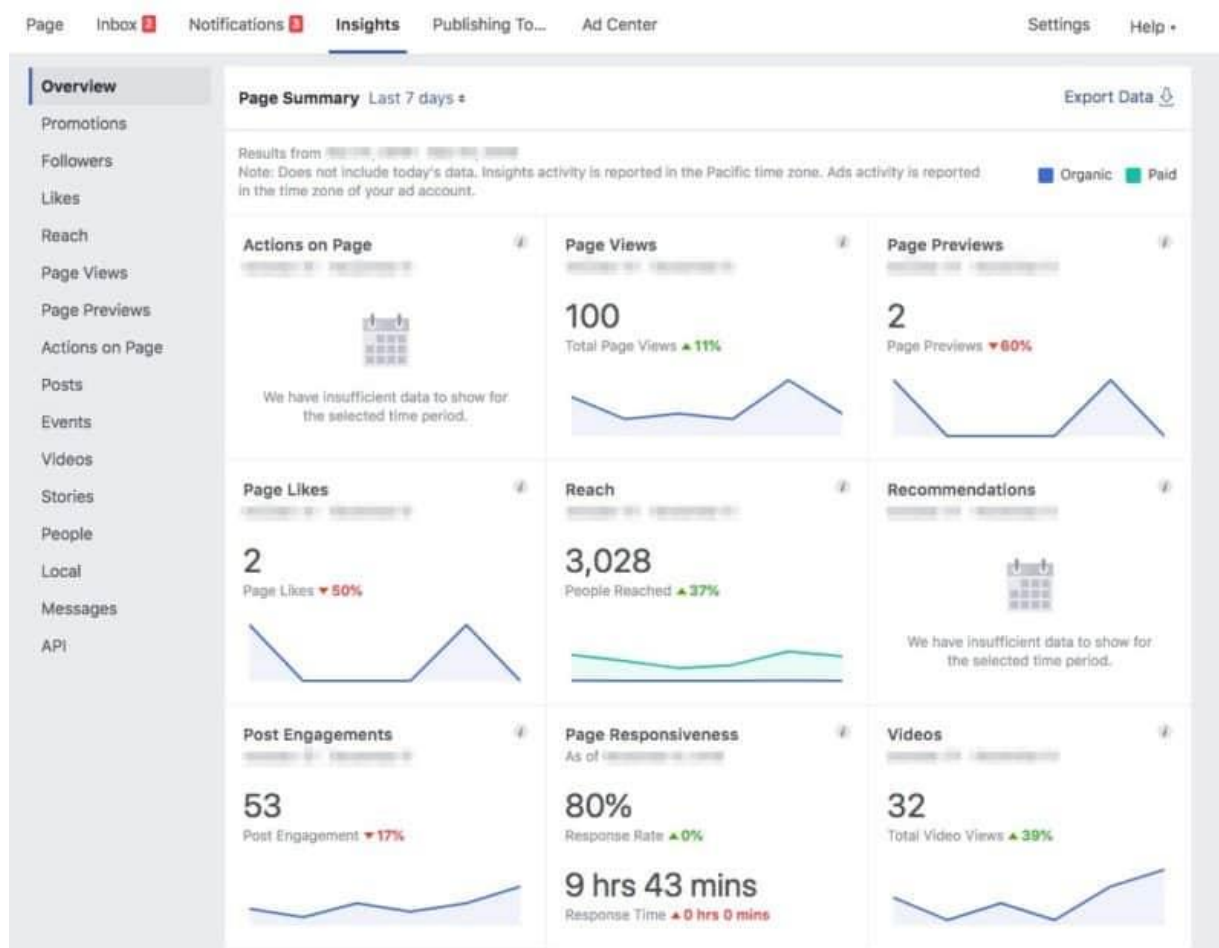 Page Inbox 2 Notifications 3 Insights Publishing To... Ad Center Settings Help
Overview
Promotions
Followers
Likes
Reach
Page Views
Page Previews
Actions on Page
Posts
Events
Videos
Stories
People
Local
Messages
API
Page Summary Last 7 days
Export Data
Results from
Note: Does not include today's data. Insights activity is reported in the Pacific time zone. Ads activity is reported
in the time zone of your ad account.
Organic Paid
Actions on Page
We have insufficient data to show for
the selected time period.
Page Views
100
Total Page Views ▲ 11%
Page Previews
2
Page Previews ▼ 60%
Page Likes
2
Page Likes ▼ 50%
Reach
3,028
People Reached ▲ 37%
Recommendations
We have insufficient data to show for
the selected time period.
Post Engagements
53
Post Engagement ▼ 17%
Page Responsiveness
As of
80%
Response Rate ▲ 0%
9 hrs 43 mins
Response Time ▲ 0 hrs 0 mins
Videos
32
Total Video Views ▲ 39%